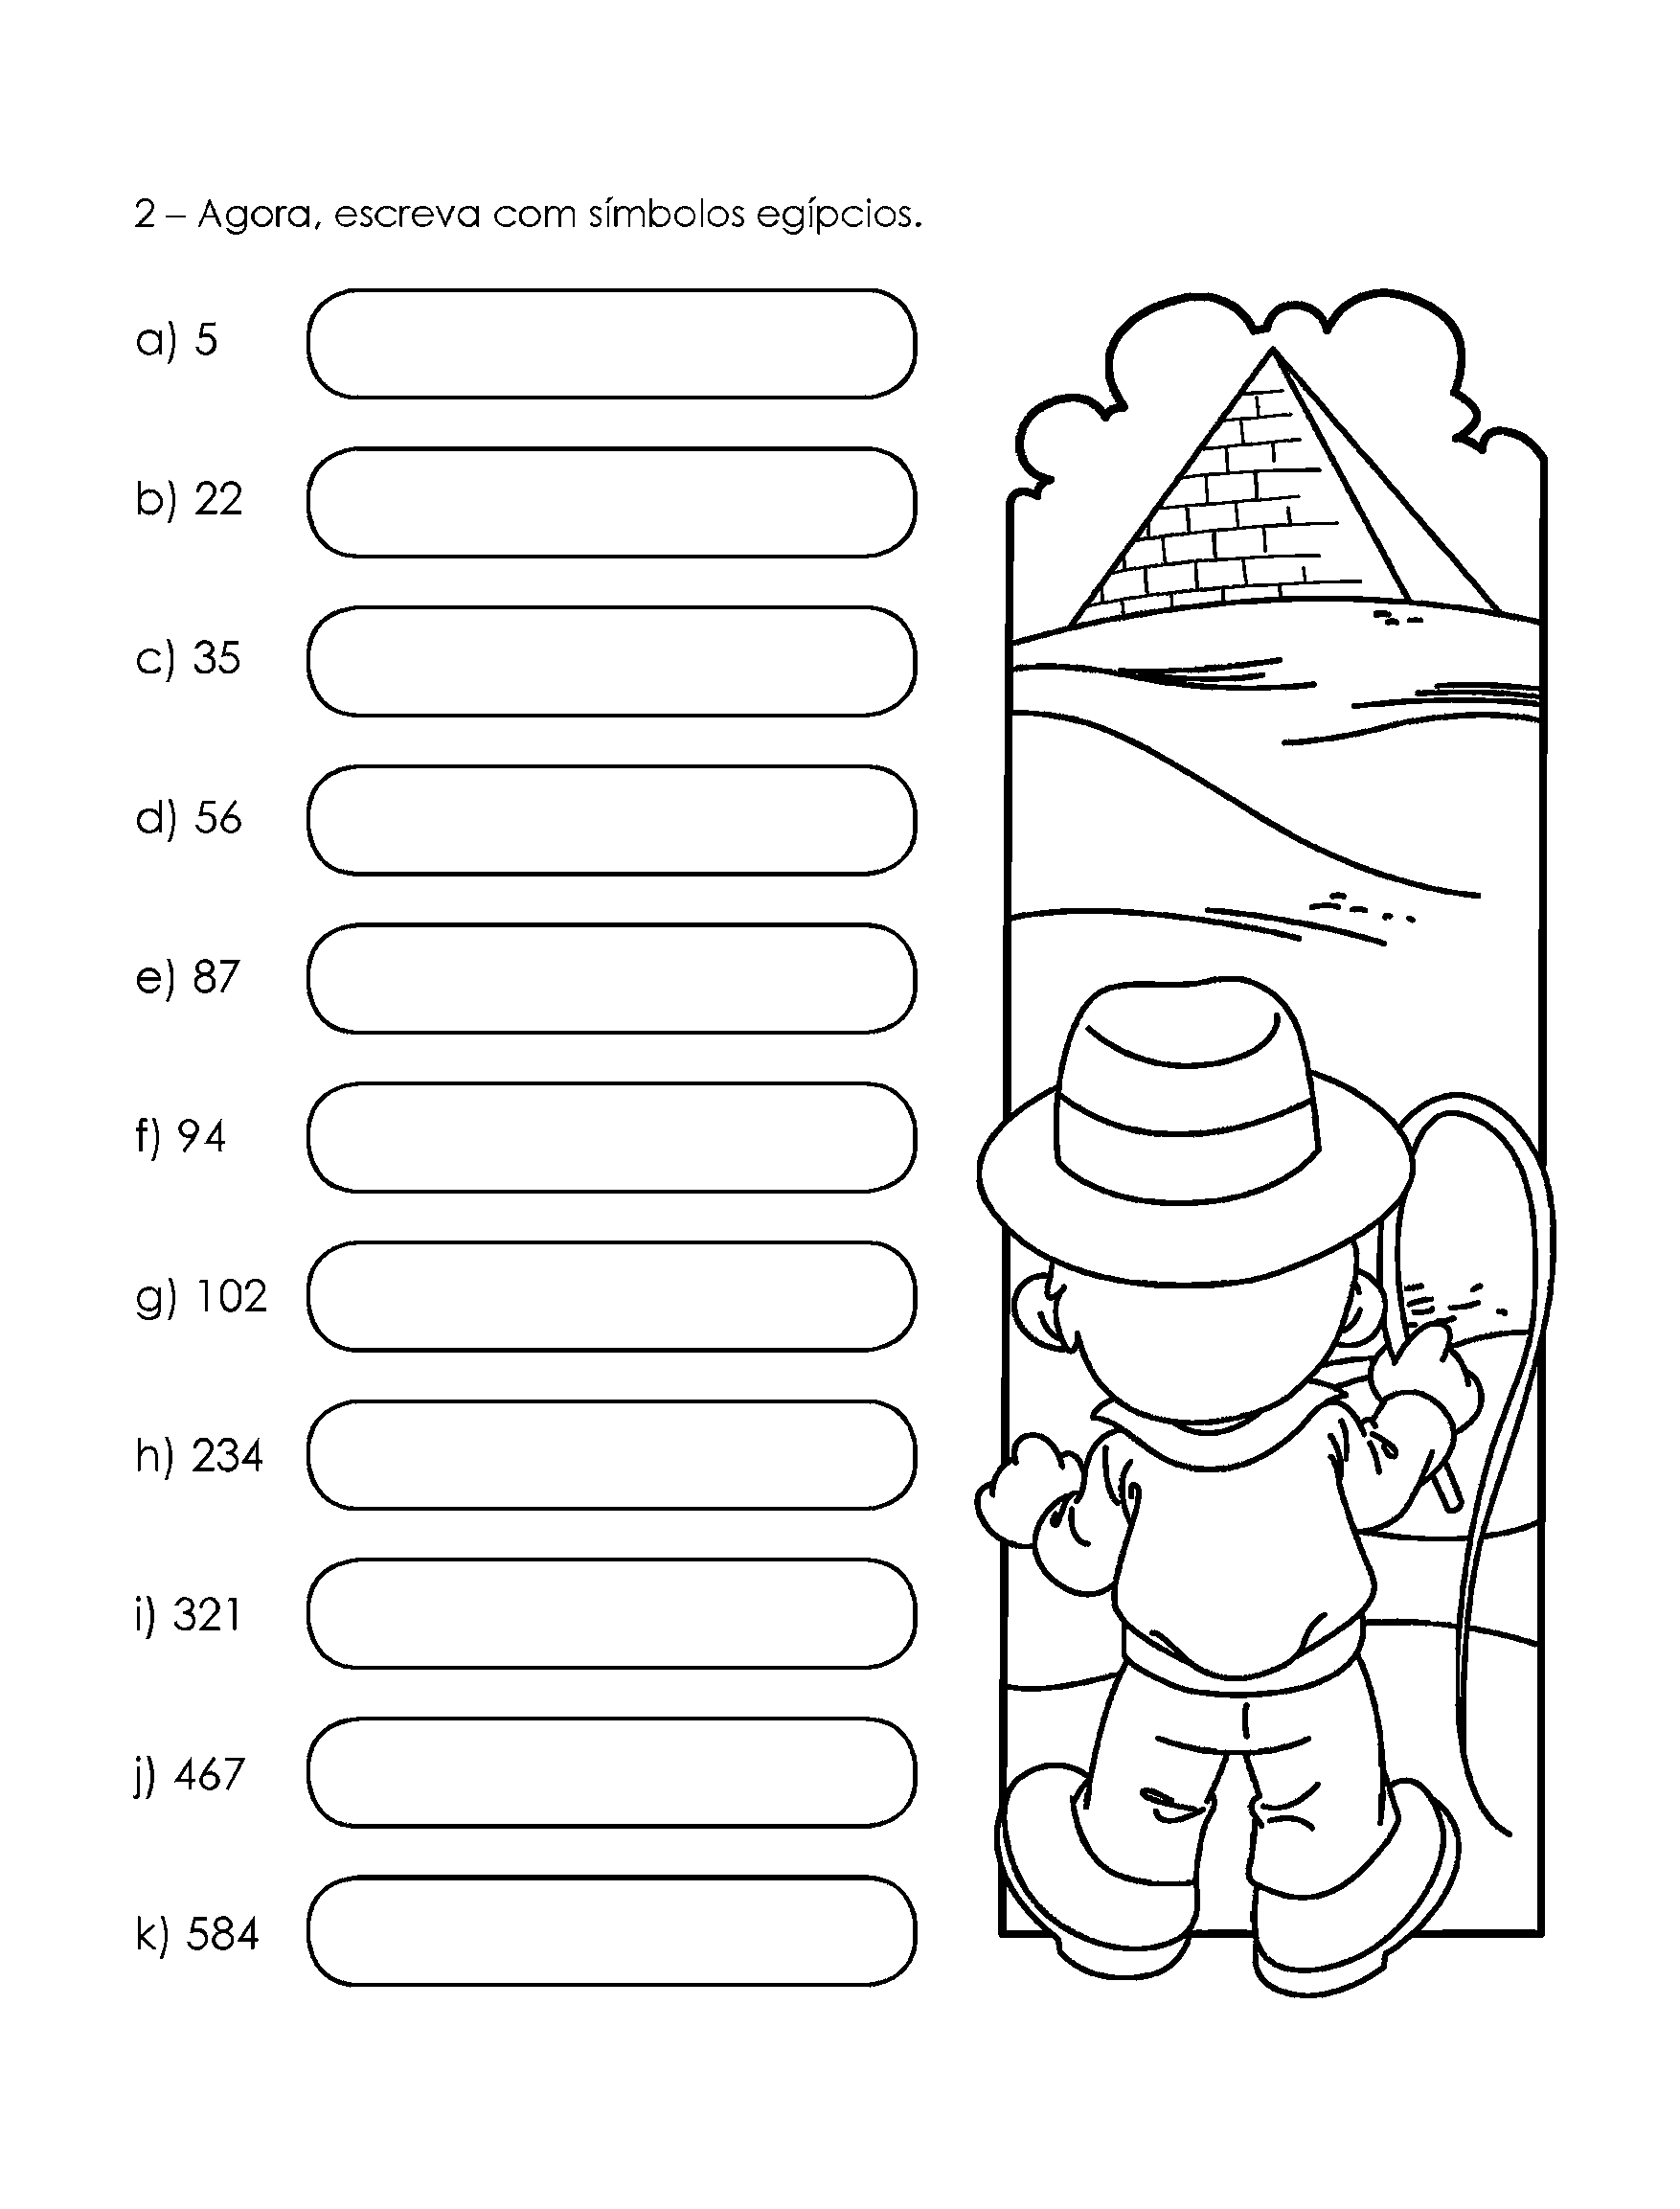 2 – Agora, escreva com símbolos egípcios.
a) 5
b) 22
c) 35
d) 56
e) 87
f) 94
g) 102
h) 234
i) 321
j) 467
k) 584